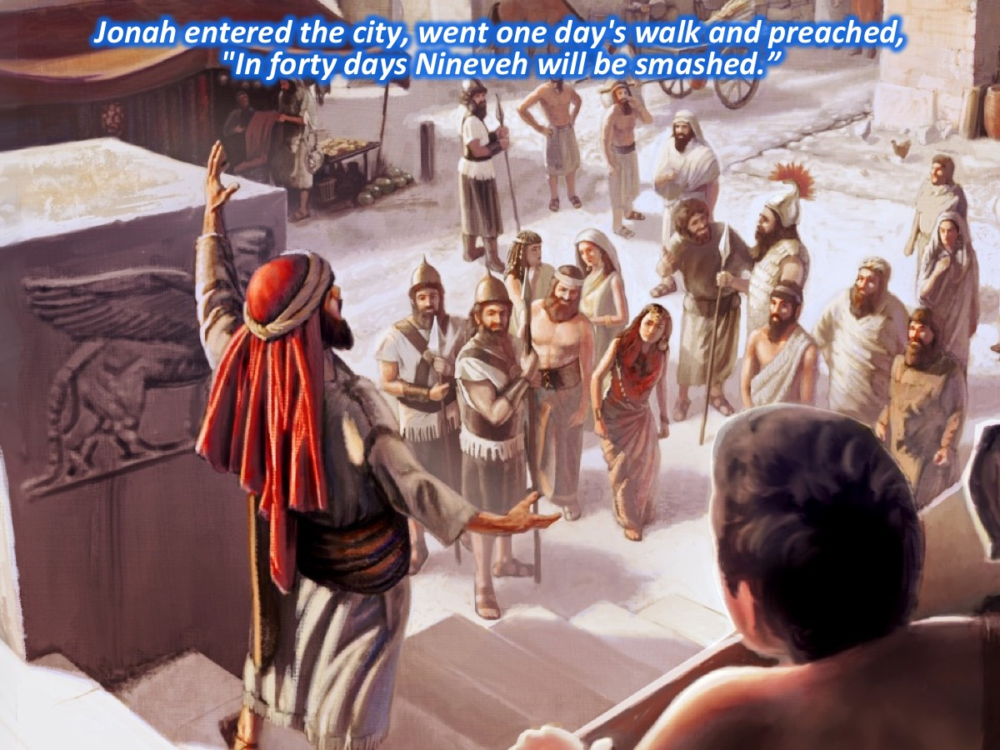 Jonah entered the city, went one day's walk and preached,
"In forty days Nineveh will be smashed.”